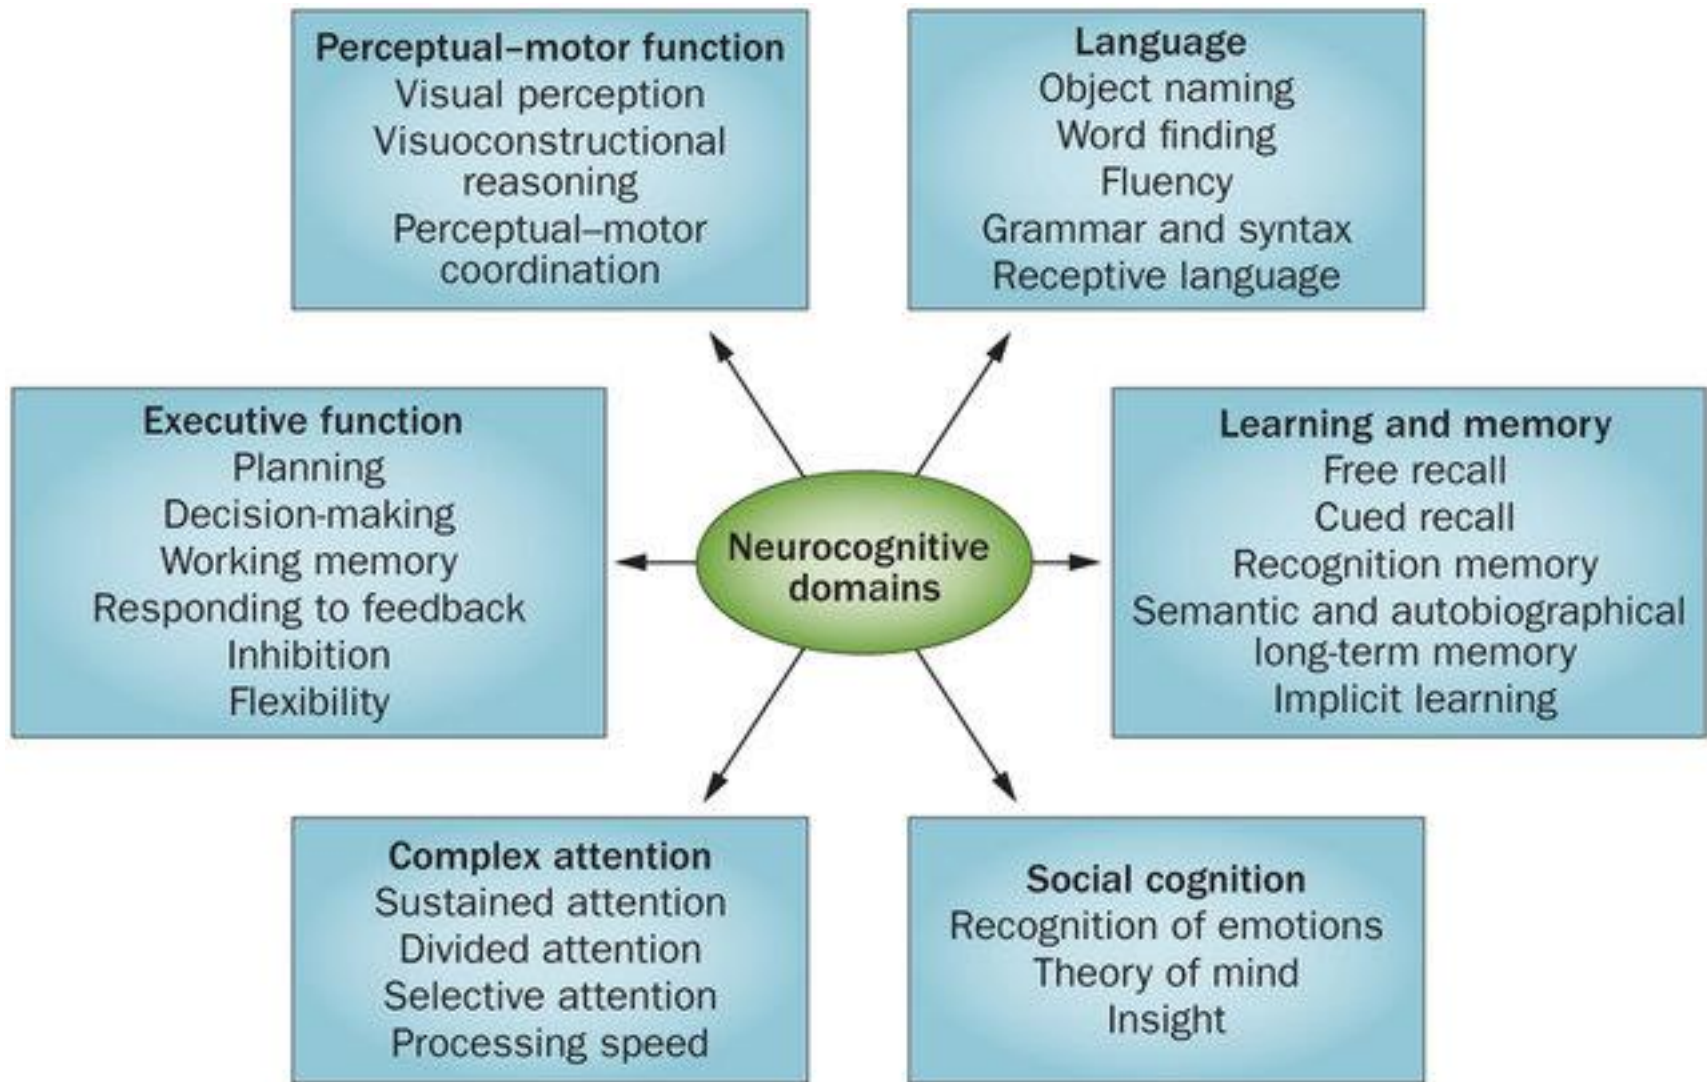 Perceptual–motor function
Visual perception
Visuoconstructional
reasoning
Perceptual–motor
coordination
Language
Object naming
Word finding
Fluency
Grammar and syntax
Receptive language
Executive function
Planning
Decision-making
Working memory
Responding to feedback
Inhibition
Flexibility
Neurocognitive
domains
Learning and memory
Free recall
Cued recall
Recognition memory
Semantic and autobiographical
long-term memory
Implicit learning
Complex attention
Sustained attention
Divided attention
Selective attention
Processing speed
Social cognition
Recognition of emotions
Theory of mind
Insight